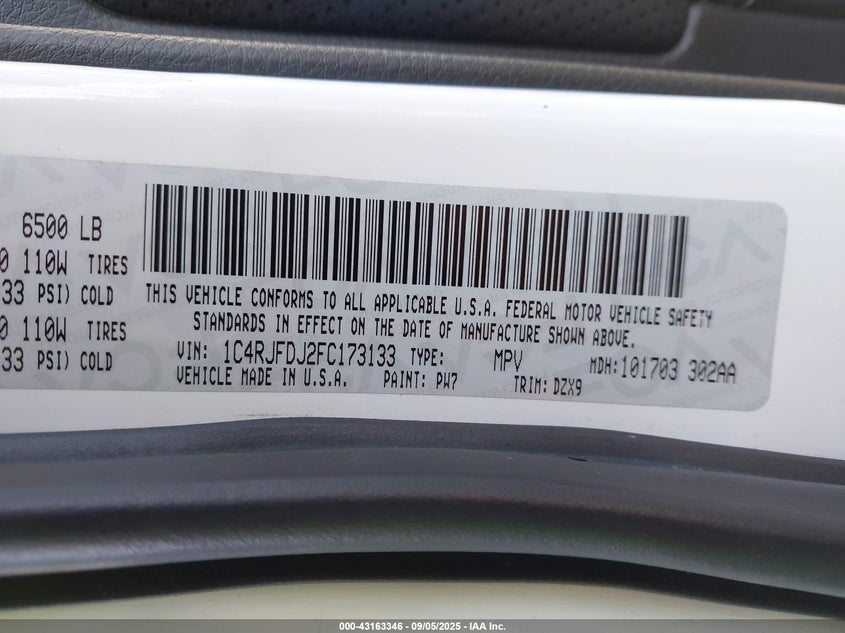 6500 LB
0 110W TIRES
33 PSI) COLD
0 110W TIRES
33 PSI) COLD
THIS VEHICLE CONFORMS TO ALL APPLICABLE U.S.A. FEDERAL MOTOR VEHICLE SAFETY
STANDARDS IN EFFECT ON THE DATE OF MANUFACTURE SHOWN ABOVE.
VIN: 1C4RJFDJ2FC173133 TYPE: MPV MDH:101703 302AA
VEHICLE MADE IN U.S.A. PAINT: PW7 TRIM: DZX9
000-43163346 - 09/05/2025 - IAA Inc.